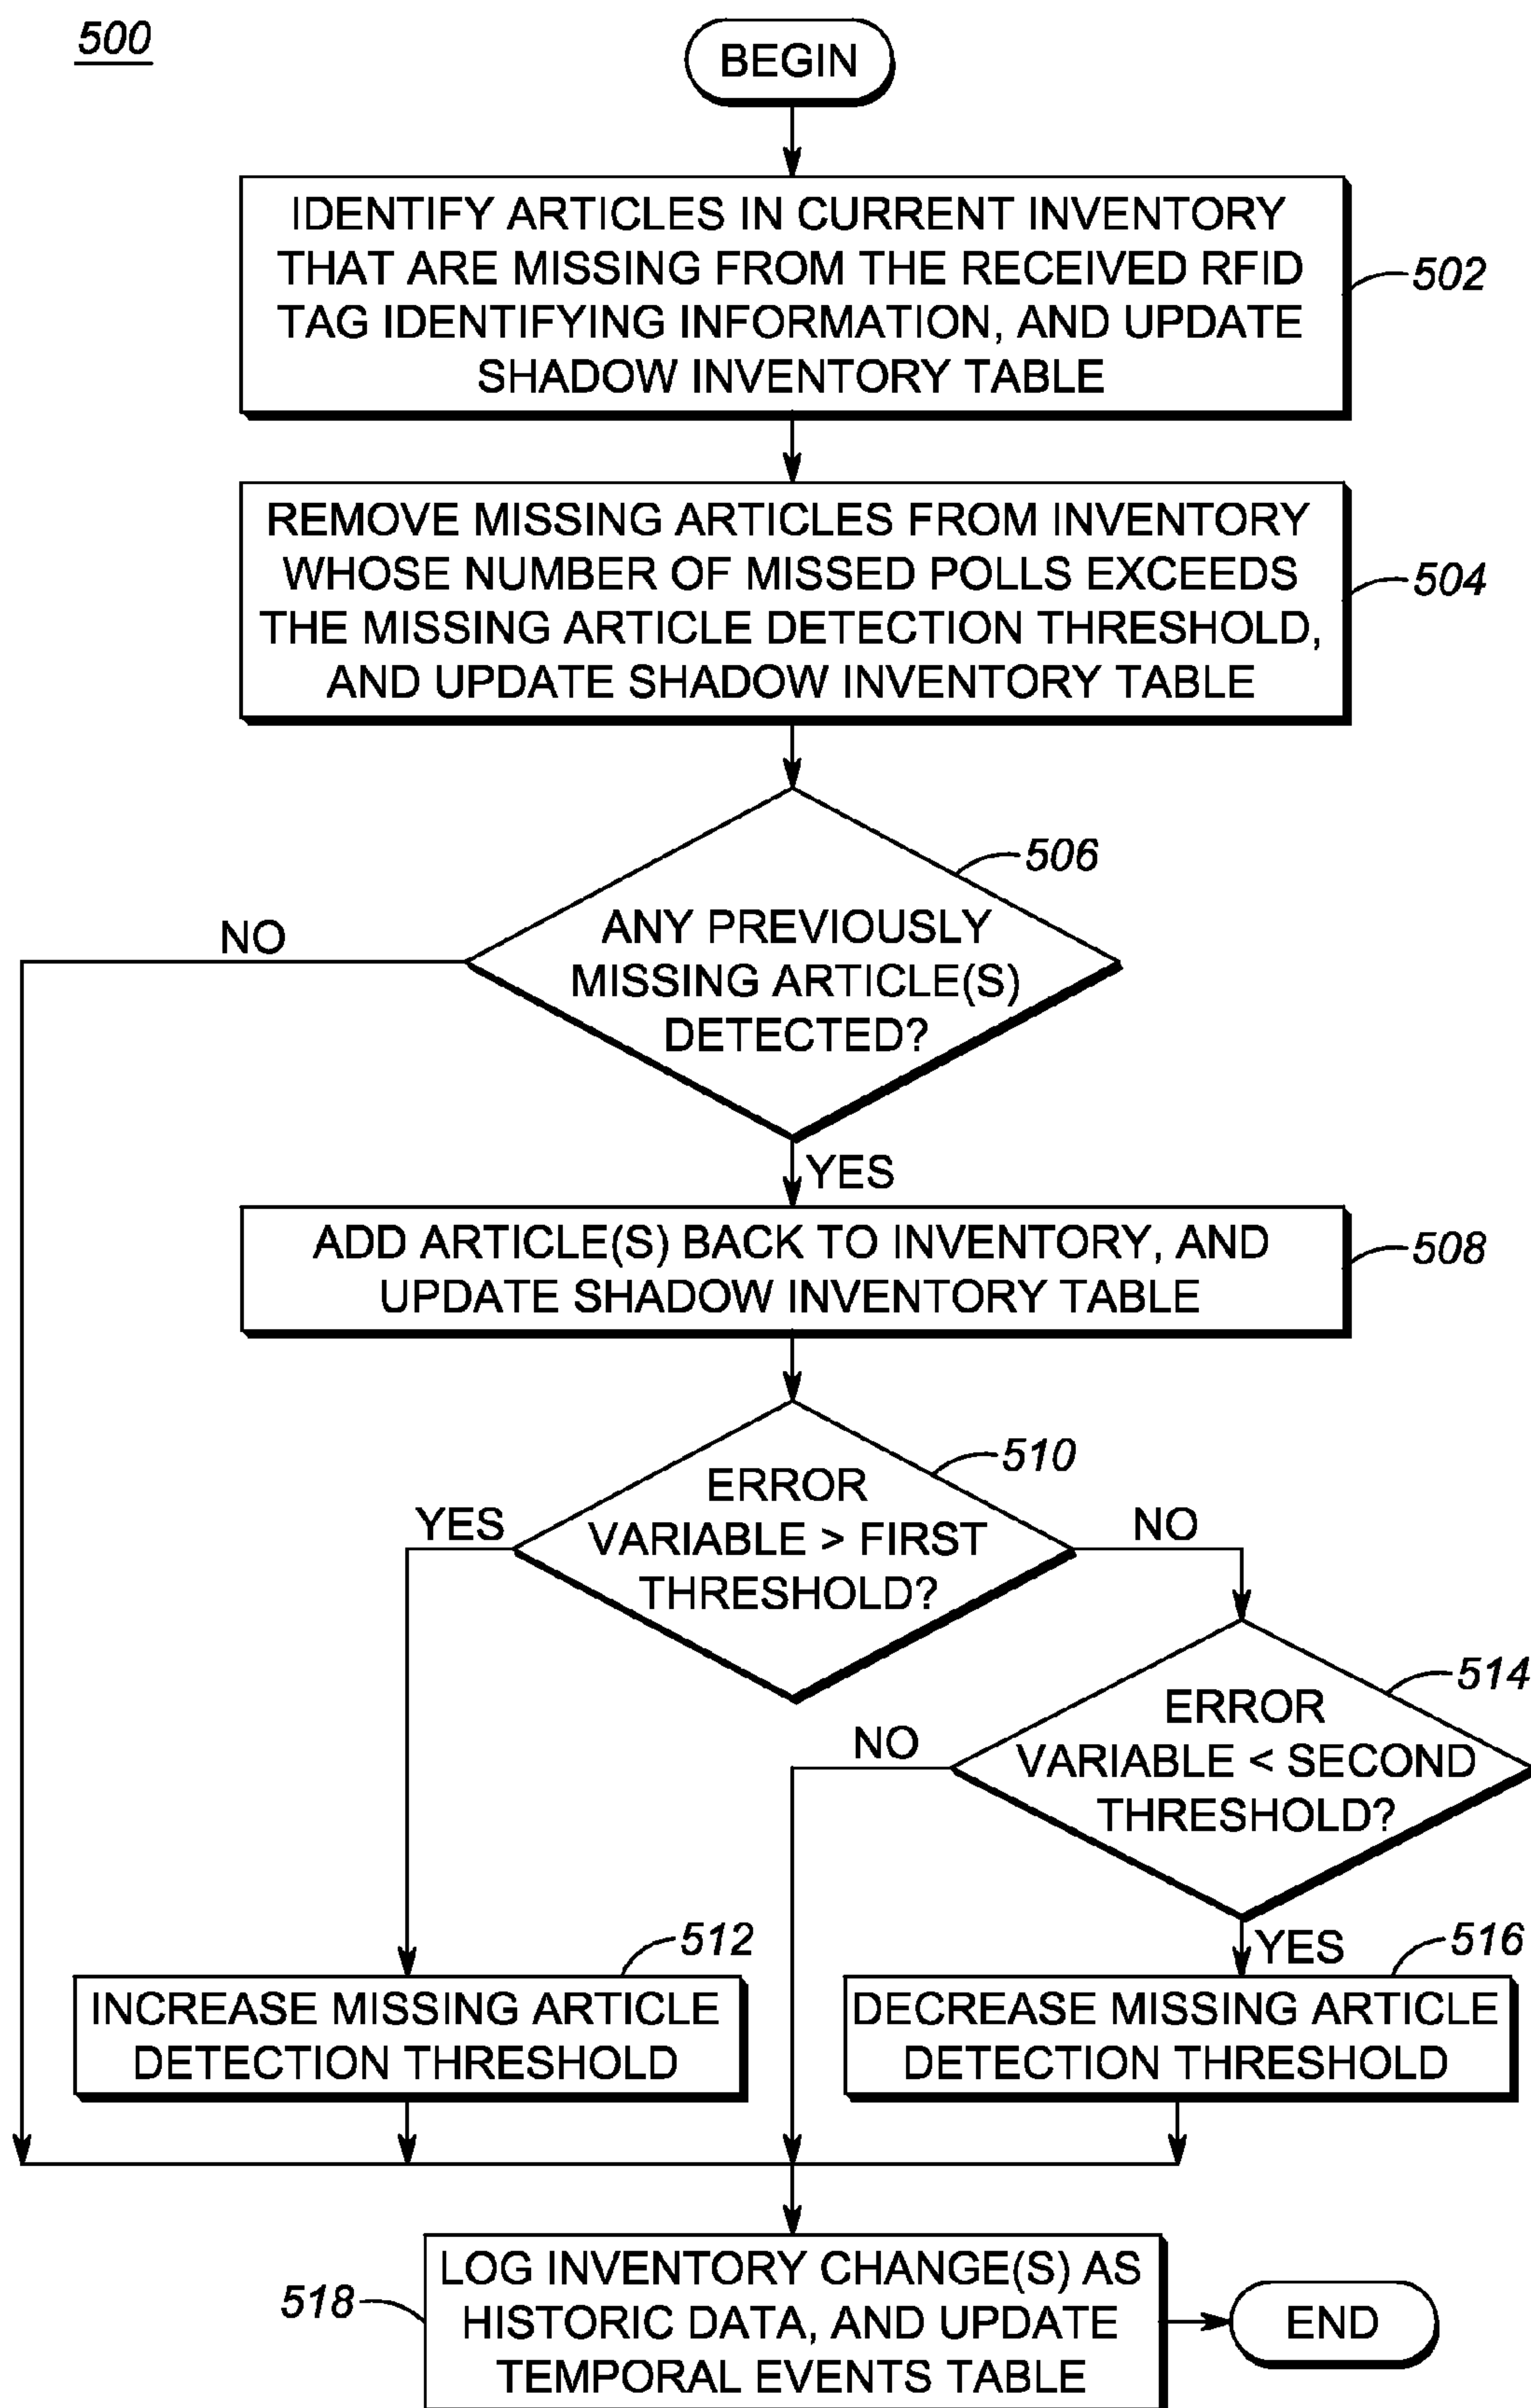 500
BEGIN
IDENTIFY ARTICLES IN CURRENT INVENTORY
THAT ARE MISSING FROM THE RECEIVED RFID
TAG IDENTIFYING INFORMATION, AND UPDATE
SHADOW INVENTORY TABLE
502
REMOVE MISSING ARTICLES FROM INVENTORY
WHOSE NUMBER OF MISSED POLLS EXCEEDS
THE MISSING ARTICLE DETECTION THRESHOLD,
AND UPDATE SHADOW INVENTORY TABLE
504
506
ANY PREVIOUSLY
MISSING ARTICLE(S)
DETECTED?
NO
YES
ADD ARTICLE(S) BACK TO INVENTORY, AND
UPDATE SHADOW INVENTORY TABLE
508
510
ERROR
VARIABLE > FIRST
THRESHOLD?
YES
NO
514
ERROR
VARIABLE < SECOND
THRESHOLD?
NO
YES
512
INCREASE MISSING ARTICLE
DETECTION THRESHOLD
516
DECREASE MISSING ARTICLE
DETECTION THRESHOLD
518
LOG INVENTORY CHANGE(S) AS
HISTORIC DATA, AND UPDATE
TEMPORAL EVENTS TABLE
END